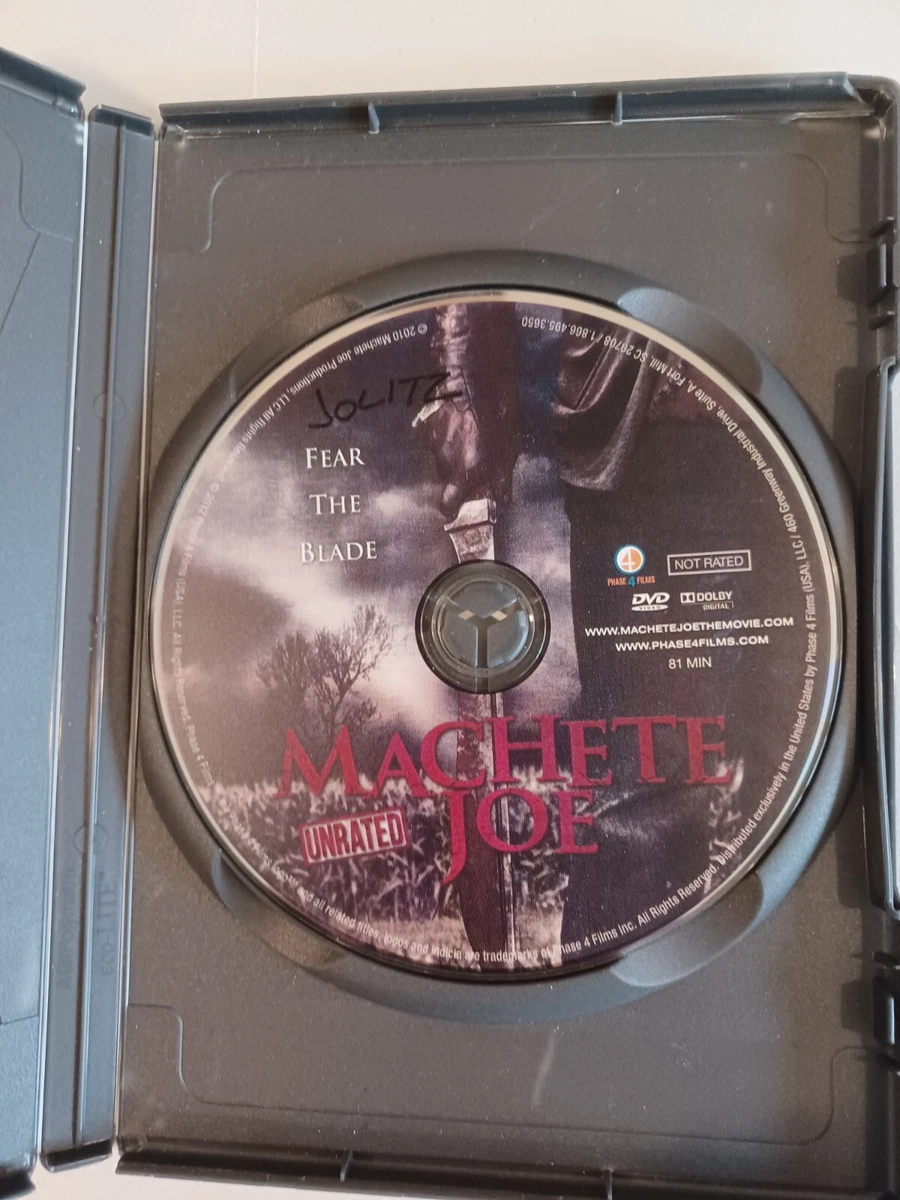 © 2010 Machete Joe Productions, LLC All Rights
JOLITZ
FEAR
THE
BLADE
4
PHASE 4 FILMS
NOT RATED
DVD
VIDEO
DOLBY
DIGITAL
WWW.MACHETEJOETHEMOVIE.COM
WWW.PHASE4FILMS.COM
81 MIN
MACHETE
JOE
UNRATED
and all related titles, logos and indicia are trademarks of Phase 4 Films Inc. All Rights Reserved. Distributed exclusively in the United States by Phase 4 Films (USA), LLC / 460 Greenway Industrial Drive, Suite A, Fort Mill, SC 29708 / 1.866.495.3650